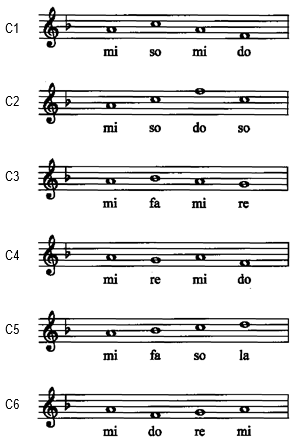 C1
mi so mi do
C2
mi so do so
C3
mi fa mi re
C4
mi re mi do
C5
mi fa so la
C6
mi do re mi